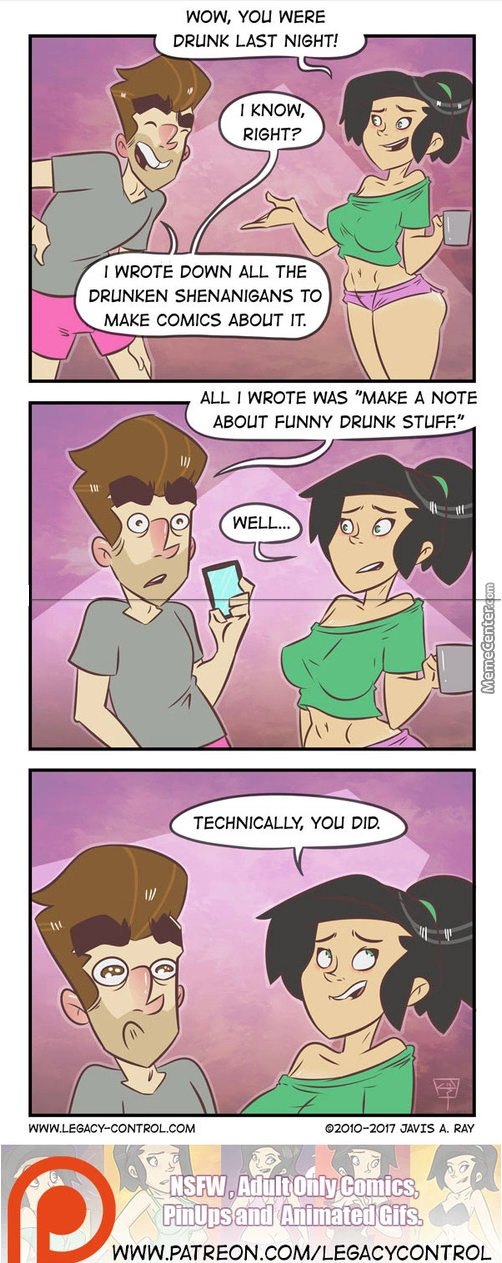 WOW, YOU WERE
DRUNK LAST NIGHT!
I KNOW,
RIGHT?
I WROTE DOWN ALL THE
DRUNKEN SHENANIGANS TO
MAKE COMICS ABOUT IT.
ALL I WROTE WAS "MAKE A NOTE
ABOUT FUNNY DRUNK STUFF."
WELL...
MemeCenter.com
TECHNICALLY, YOU DID.
WWW.LEGACY-CONTROL.COM
©2010-2017 JAVIS A. RAY
NSFW , Adult Only Comics,
PinUps and Animated Gifs.
WWW.PATREON.COM/LEGACYCONTROL